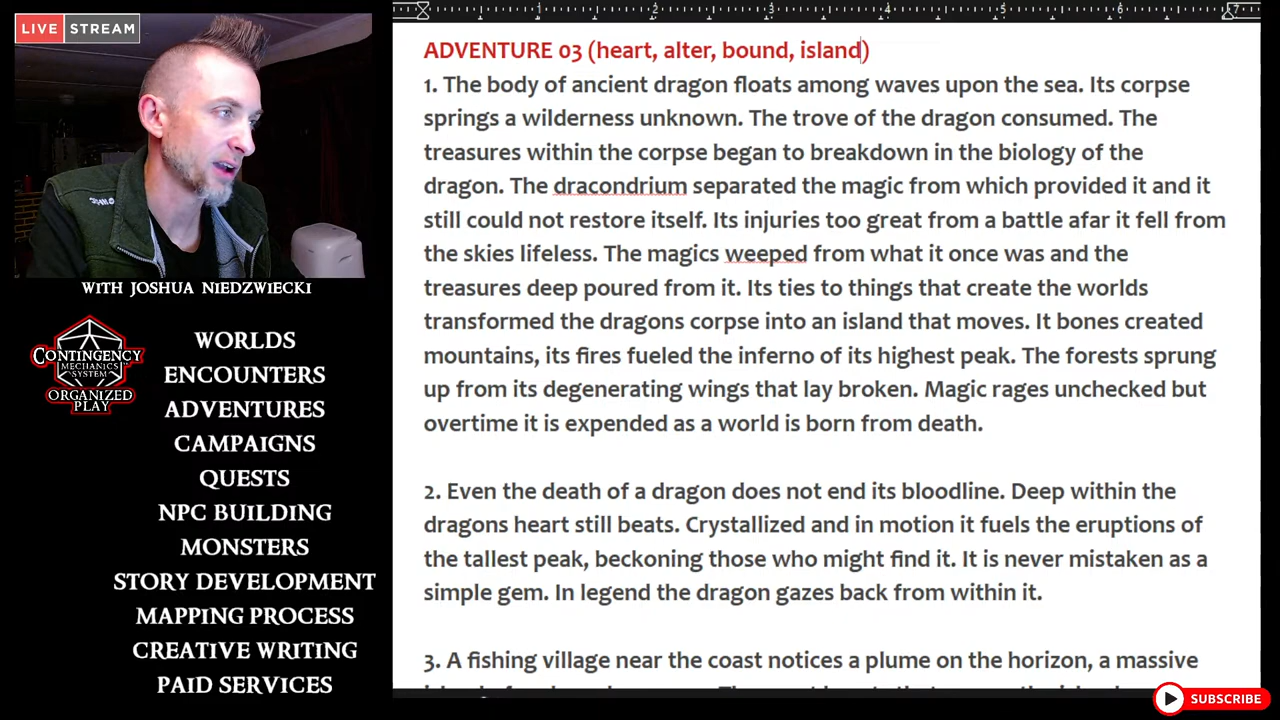 LIVE STREAM
WITH JOSHUA NIEDZWIECKI
CONTINGENCY
MECHANICS
SYSTEM
ORGANIZED
PLAY
WORLDS
ENCOUNTERS
ADVENTURES
CAMPAIGNS
QUESTS
NPC BUILDING
MONSTERS
STORY DEVELOPMENT
MAPPING PROCESS
CREATIVE WRITING
PAID SERVICES
1 2 3 4 5 6 7
ADVENTURE 03 (heart, alter, bound, island)
1. The body of ancient dragon floats among waves upon the sea. Its corpse
springs a wilderness unknown. The trove of the dragon consumed. The
treasures within the corpse began to breakdown in the biology of the
dragon. The dracondrium separated the magic from which provided it and it
still could not restore itself. Its injuries too great from a battle afar it fell from
the skies lifeless. The magics weeped from what it once was and the
treasures deep poured from it. Its ties to things that create the worlds
transformed the dragons corpse into an island that moves. It bones created
mountains, its fires fueled the inferno of its highest peak. The forests sprung
up from its degenerating wings that lay broken. Magic rages unchecked but
overtime it is expended as a world is born from death.
2. Even the death of a dragon does not end its bloodline. Deep within the
dragons heart still beats. Crystallized and in motion it fuels the eruptions of
the tallest peak, beckoning those who might find it. It is never mistaken as a
simple gem. In legend the dragon gazes back from within it.
3. A fishing village near the coast notices a plume on the horizon, a massive
SUBSCRIBE